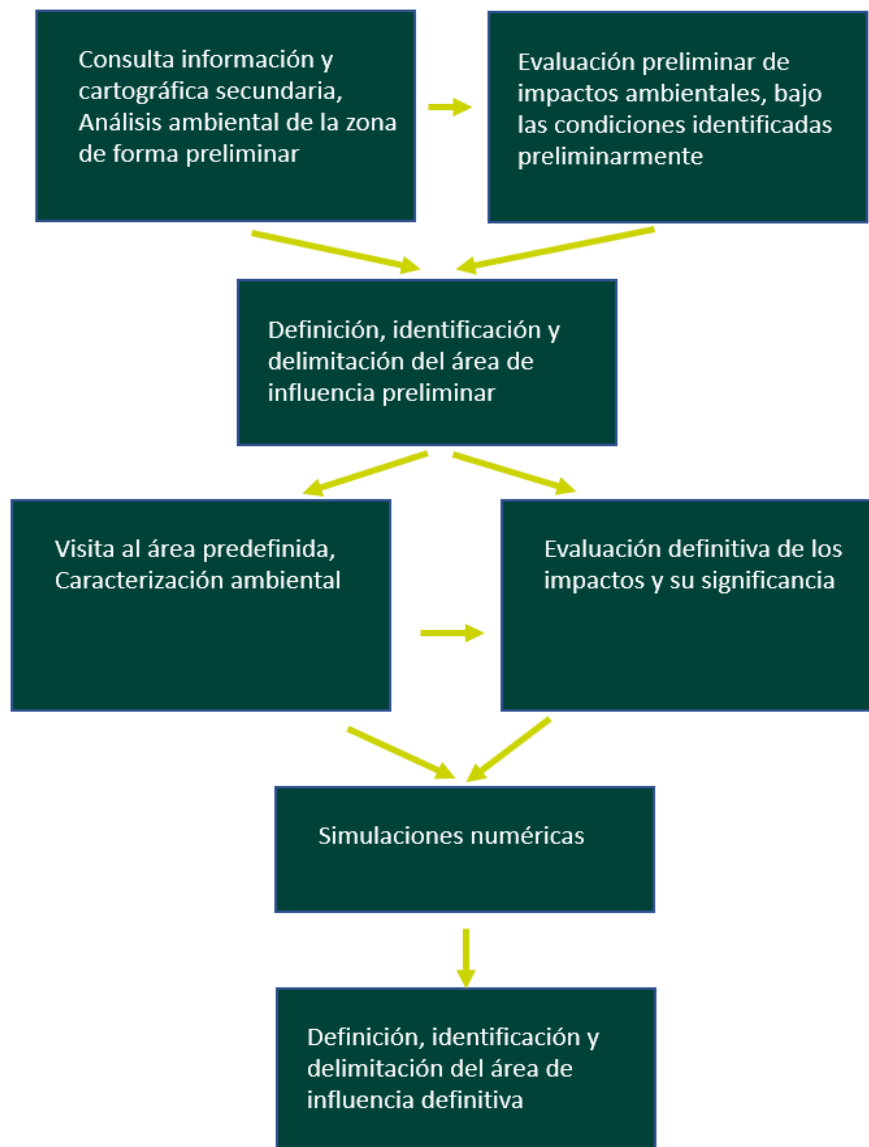 Consulta información y
cartográfica secundaria,
Análisis ambiental de la zona
de forma preliminar
Evaluación preliminar de
impactos ambientales, bajo
las condiciones identificadas
preliminarmente
Definición, identificación y
delimitación del área de
influencia preliminar
Visita al área predefinida,
Caracterización ambiental
Evaluación definitiva de los
impactos y su significancia
Simulaciones numéricas
Definición, identificación y
delimitación del área de
influencia definitiva